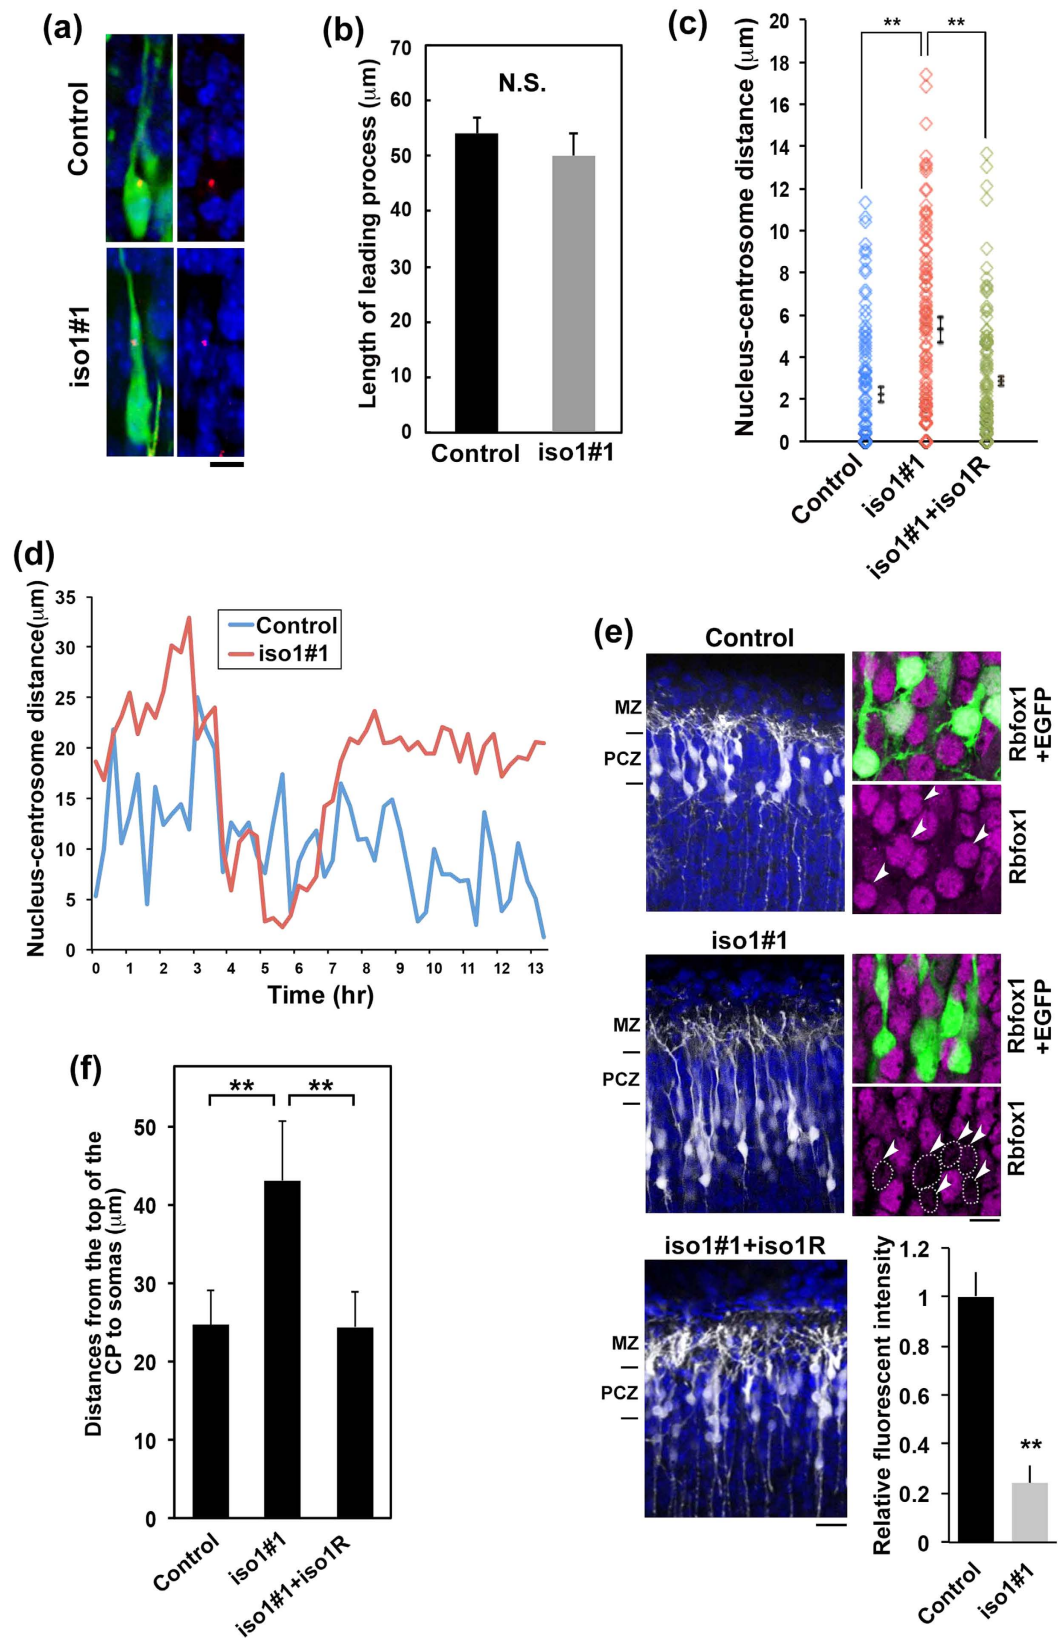 (a)
Control
iso1#1
(b)
Length of leading process (μm)
70
60
50
40
30
20
10
0
N.S.
Control
iso1#1
(c)
Nucleus-centrosome distance (μm)
20
18
16
14
12
10
8
6
4
2
0
**
**
Control
iso1#1
iso1#1+iso1R
(d)
Nucleus-centrosome distance(μm)
35
30
25
20
15
10
5
0
Control
iso1#1
0 1 2 3 4 5 6 7 8 9 10 11 12 13
Time (hr)
(e)
Control
MZ
PCZ
Rbfox1
+EGFP
Rbfox1
iso1#1
MZ
PCZ
Rbfox1
+EGFP
Rbfox1
iso1#1+iso1R
MZ
PCZ
Relative fluorescent intensity
1.2
1
0.8
0.6
0.4
0.2
0
**
Control
iso1#1
(f)
Distances from the top of the
CP to somas (μm)
50
40
30
20
10
0
**
**
Control
iso1#1
iso1#1+iso1R